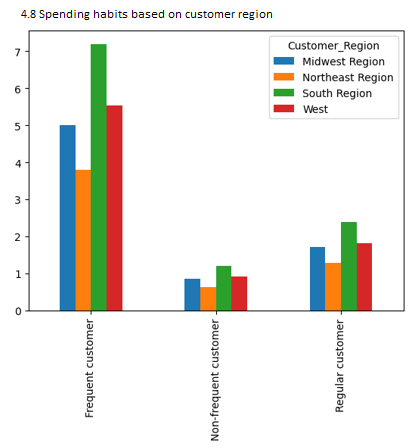 4.8 Spending habits based on customer region
Customer_Region
Midwest Region
Northeast Region
South Region
West
7
6
5
4
3
2
1
0
Frequent customer
Non-frequent customer
Regular customer